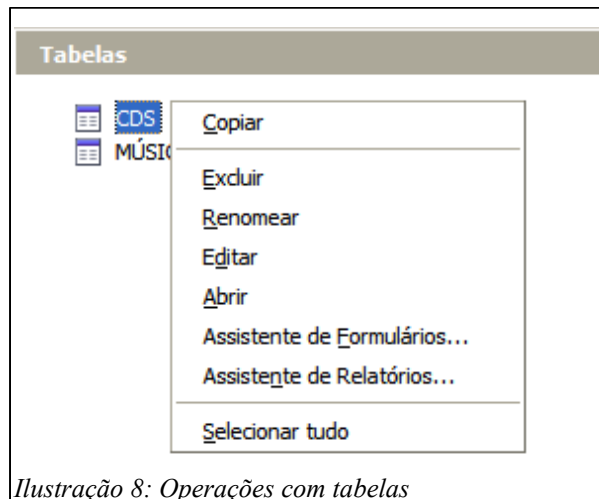 Tabelas
CDS
Copiar
Excluir
Renomear
Editar
Abrir
Assistente de Formulários...
Assistente de Relatórios...
Selecionar tudo
Ilustração 8: Operações com tabelas